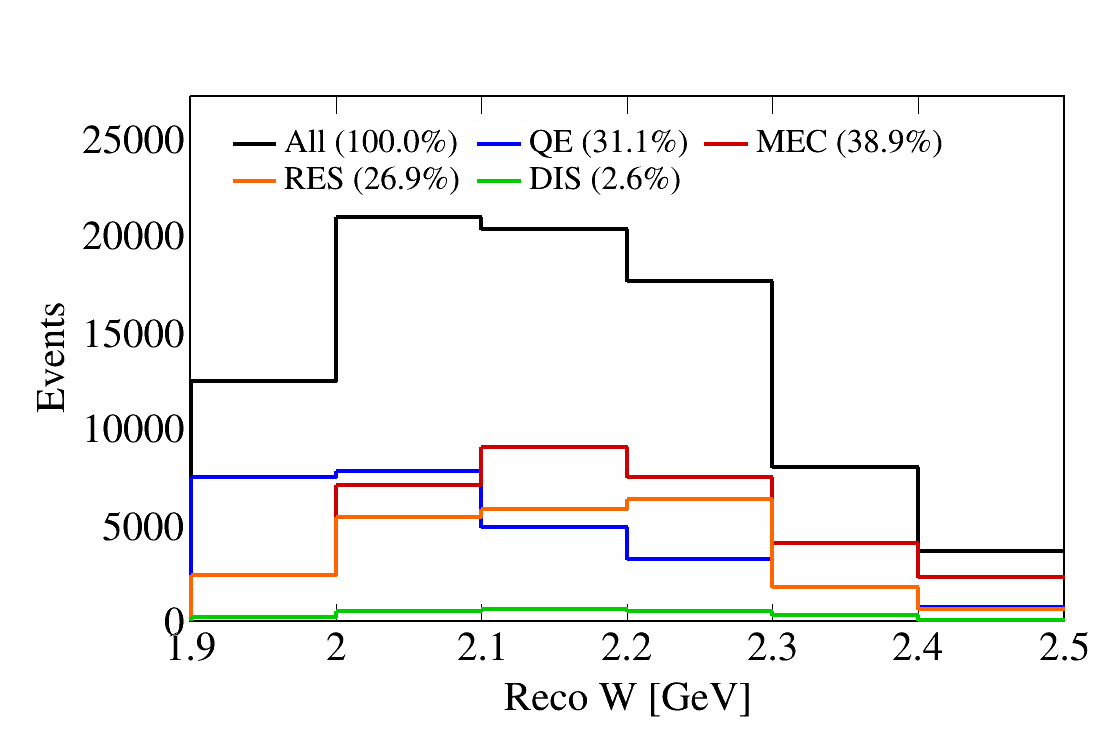 25000
20000
15000
10000
5000
0
Events
All (100.0%) QE (31.1%) MEC (38.9%)
RES (26.9%) DIS (2.6%)
1.9 2 2.1 2.2 2.3 2.4 2.5
Reco W [GeV]